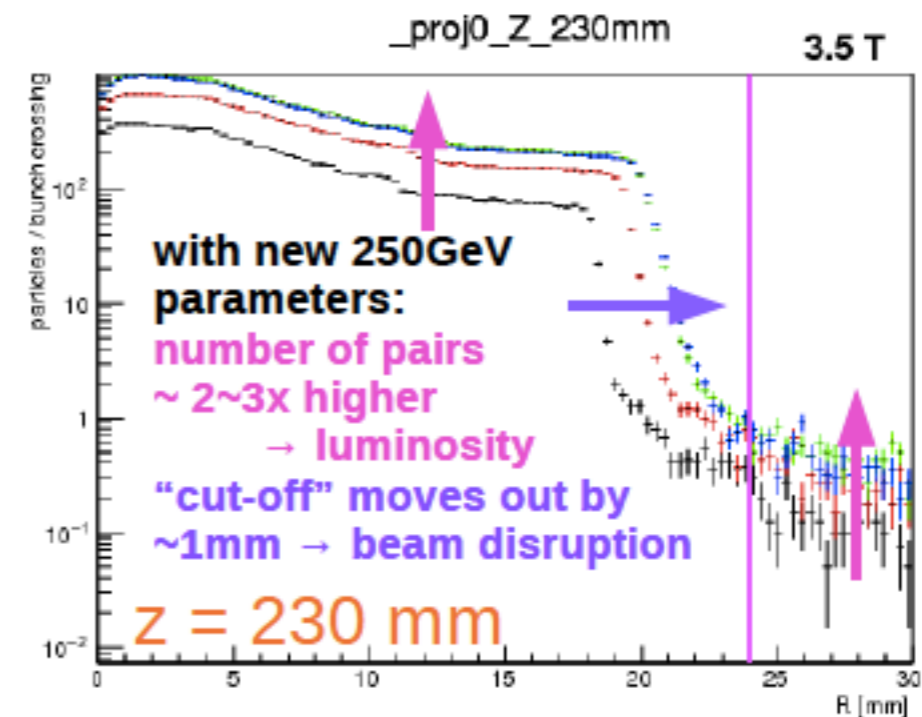 _proj0_Z_230mm
3.5 T
particles / bunch crossing
10²
10
1
10⁻¹
10⁻²
with new 250GeV
parameters:
number of pairs
~ 2~3x higher
→ luminosity
“cut-off” moves out by
~1mm → beam disruption
z = 230 mm
0 5 10 15 20 25 30
R [mm]